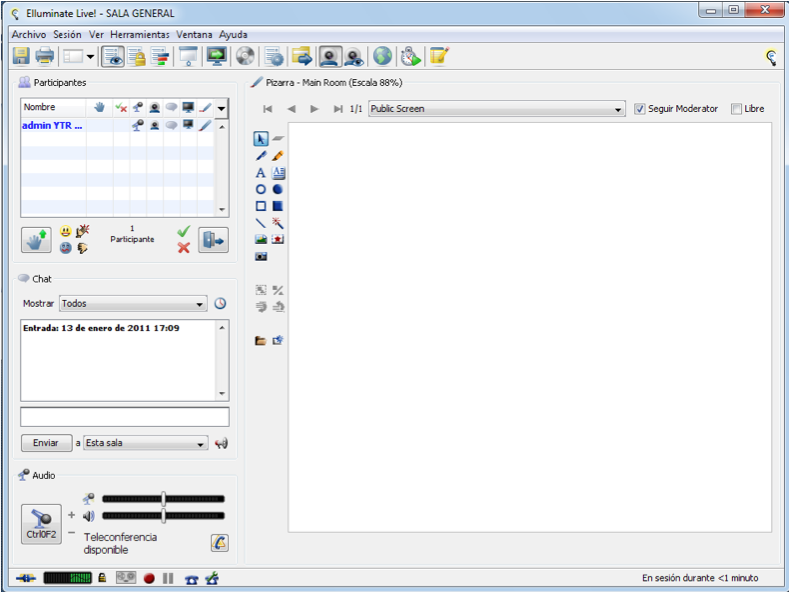 Elluminate Live! - SALA GENERAL
Archivo Sesión Ver Herramientas Ventana Ayuda
Participantes
Nombre
admin YTR ...
1
Participante
Chat
Mostrar Todos
Entrada: 13 de enero de 2011 17:09
Enviar a Esta sala
Audio
Ctrl0F2
Teleconferencia
disponible
Pizarra - Main Room (Escala 88%)
1/1 Public Screen Seguir Moderator Libre
A A
En sesión durante <1 minuto